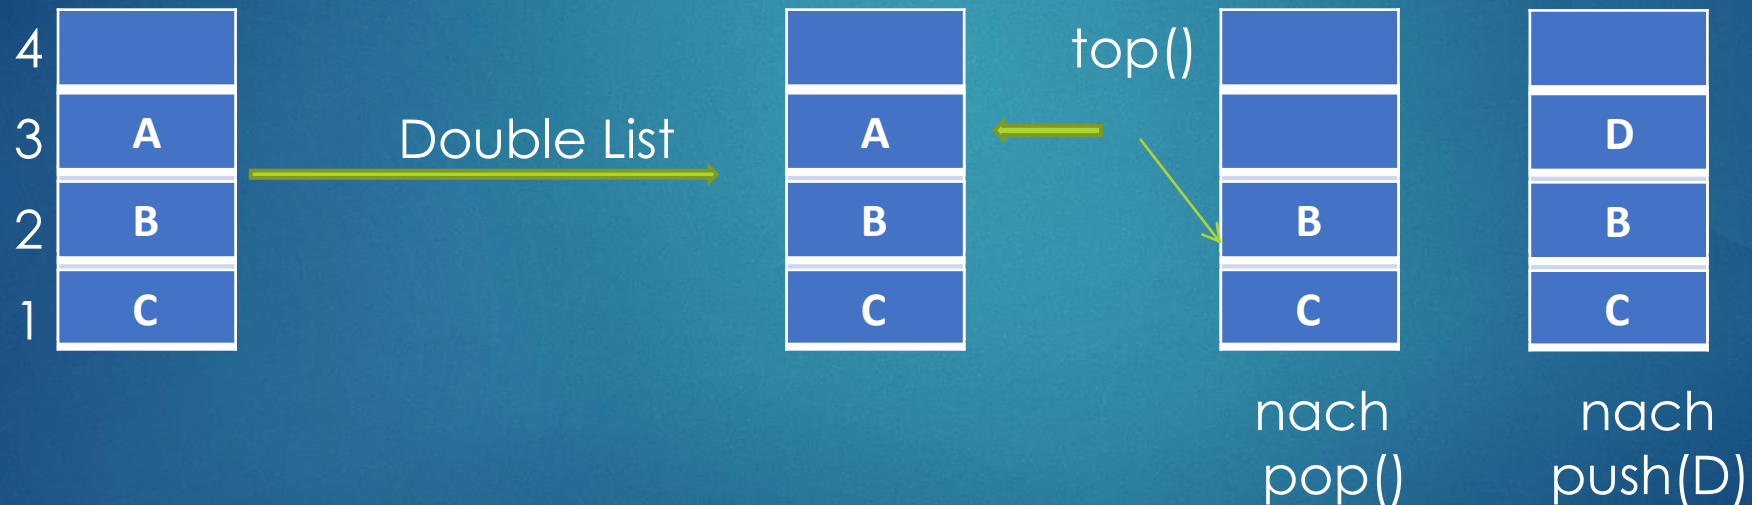 4
top()
3 A Double List A D
2 B B B B
1 C C C C
nach nach
pop() push(D)